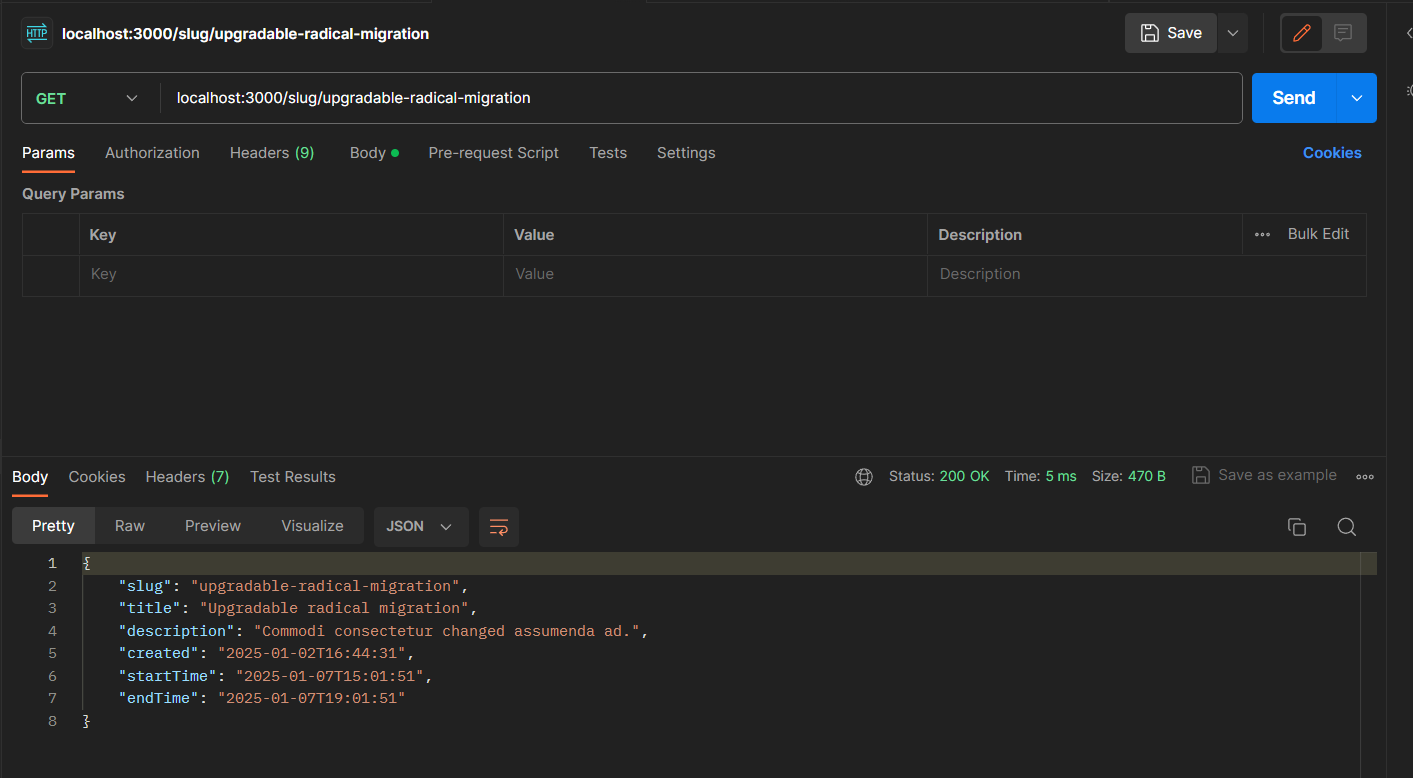 HTTP localhost:3000/slug/upgradable-radical-migration Save
GET localhost:3000/slug/upgradable-radical-migration Send
Params Authorization Headers (9) Body Pre-request Script Tests Settings Cookies
Query Params
Key Value Description Bulk Edit
Key Value Description
Body Cookies Headers (7) Test Results Status: 200 OK Time: 5 ms Size: 470 B Save as example
Pretty Raw Preview Visualize JSON
1 {
2 "slug": "upgradable-radical-migration",
3 "title": "Upgradable radical migration",
4 "description": "Commodi consectetur changed assumenda ad.",
5 "created": "2025-01-02T16:44:31",
6 "startTime": "2025-01-07T15:01:51",
7 "endTime": "2025-01-07T19:01:51"
8 }